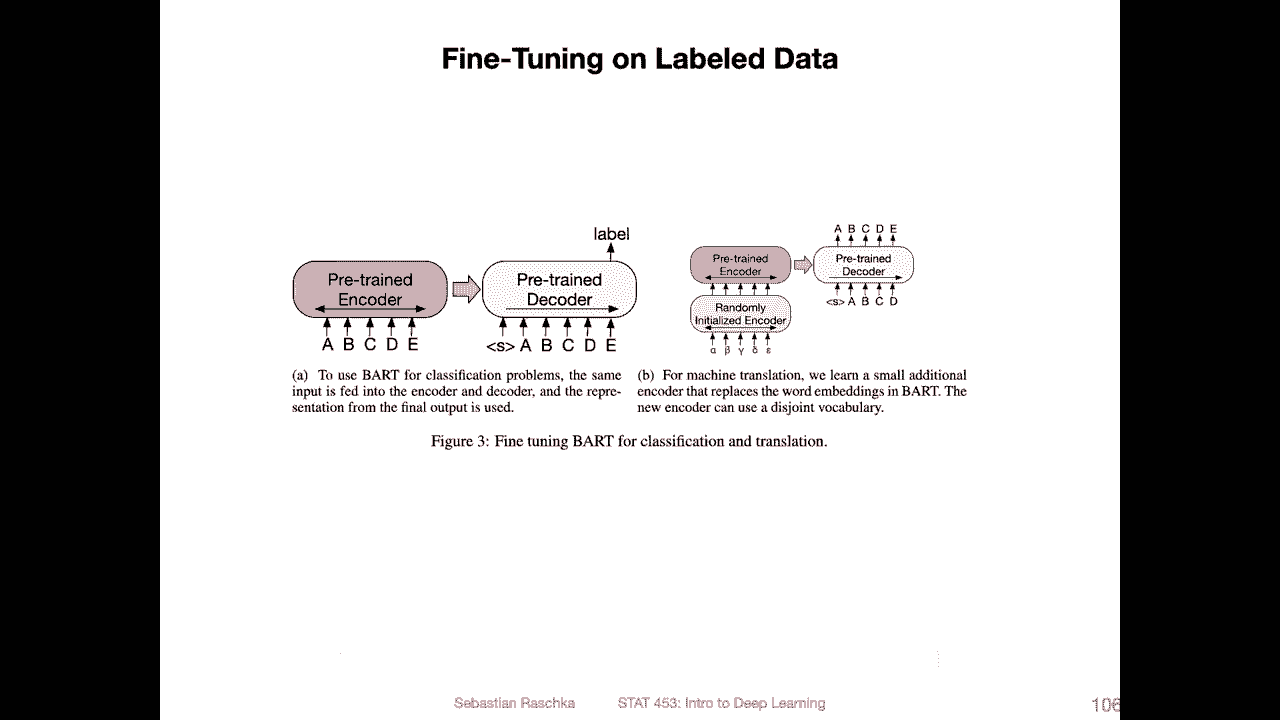 Fine-Tuning on Labeled Data
label
Pre-trained
Encoder
Pre-trained
Decoder
A B C D E
<s> A B C D E
A B C D E
Pre-trained
Encoder
Pre-trained
Decoder
<s> A B C D
Randomly
Initialized Encoder
α β γ δ ε
(a) To use BART for classification problems, the same
input is fed into the encoder and decoder, and the repre-
sentation from the final output is used.
(b) For machine translation, we learn a small additional
encoder that replaces the word embeddings in BART. The
new encoder can use a disjoint vocabulary.
Figure 3: Fine tuning BART for classification and translation.
Sebastian Raschka STAT 453: Intro to Deep Learning 106